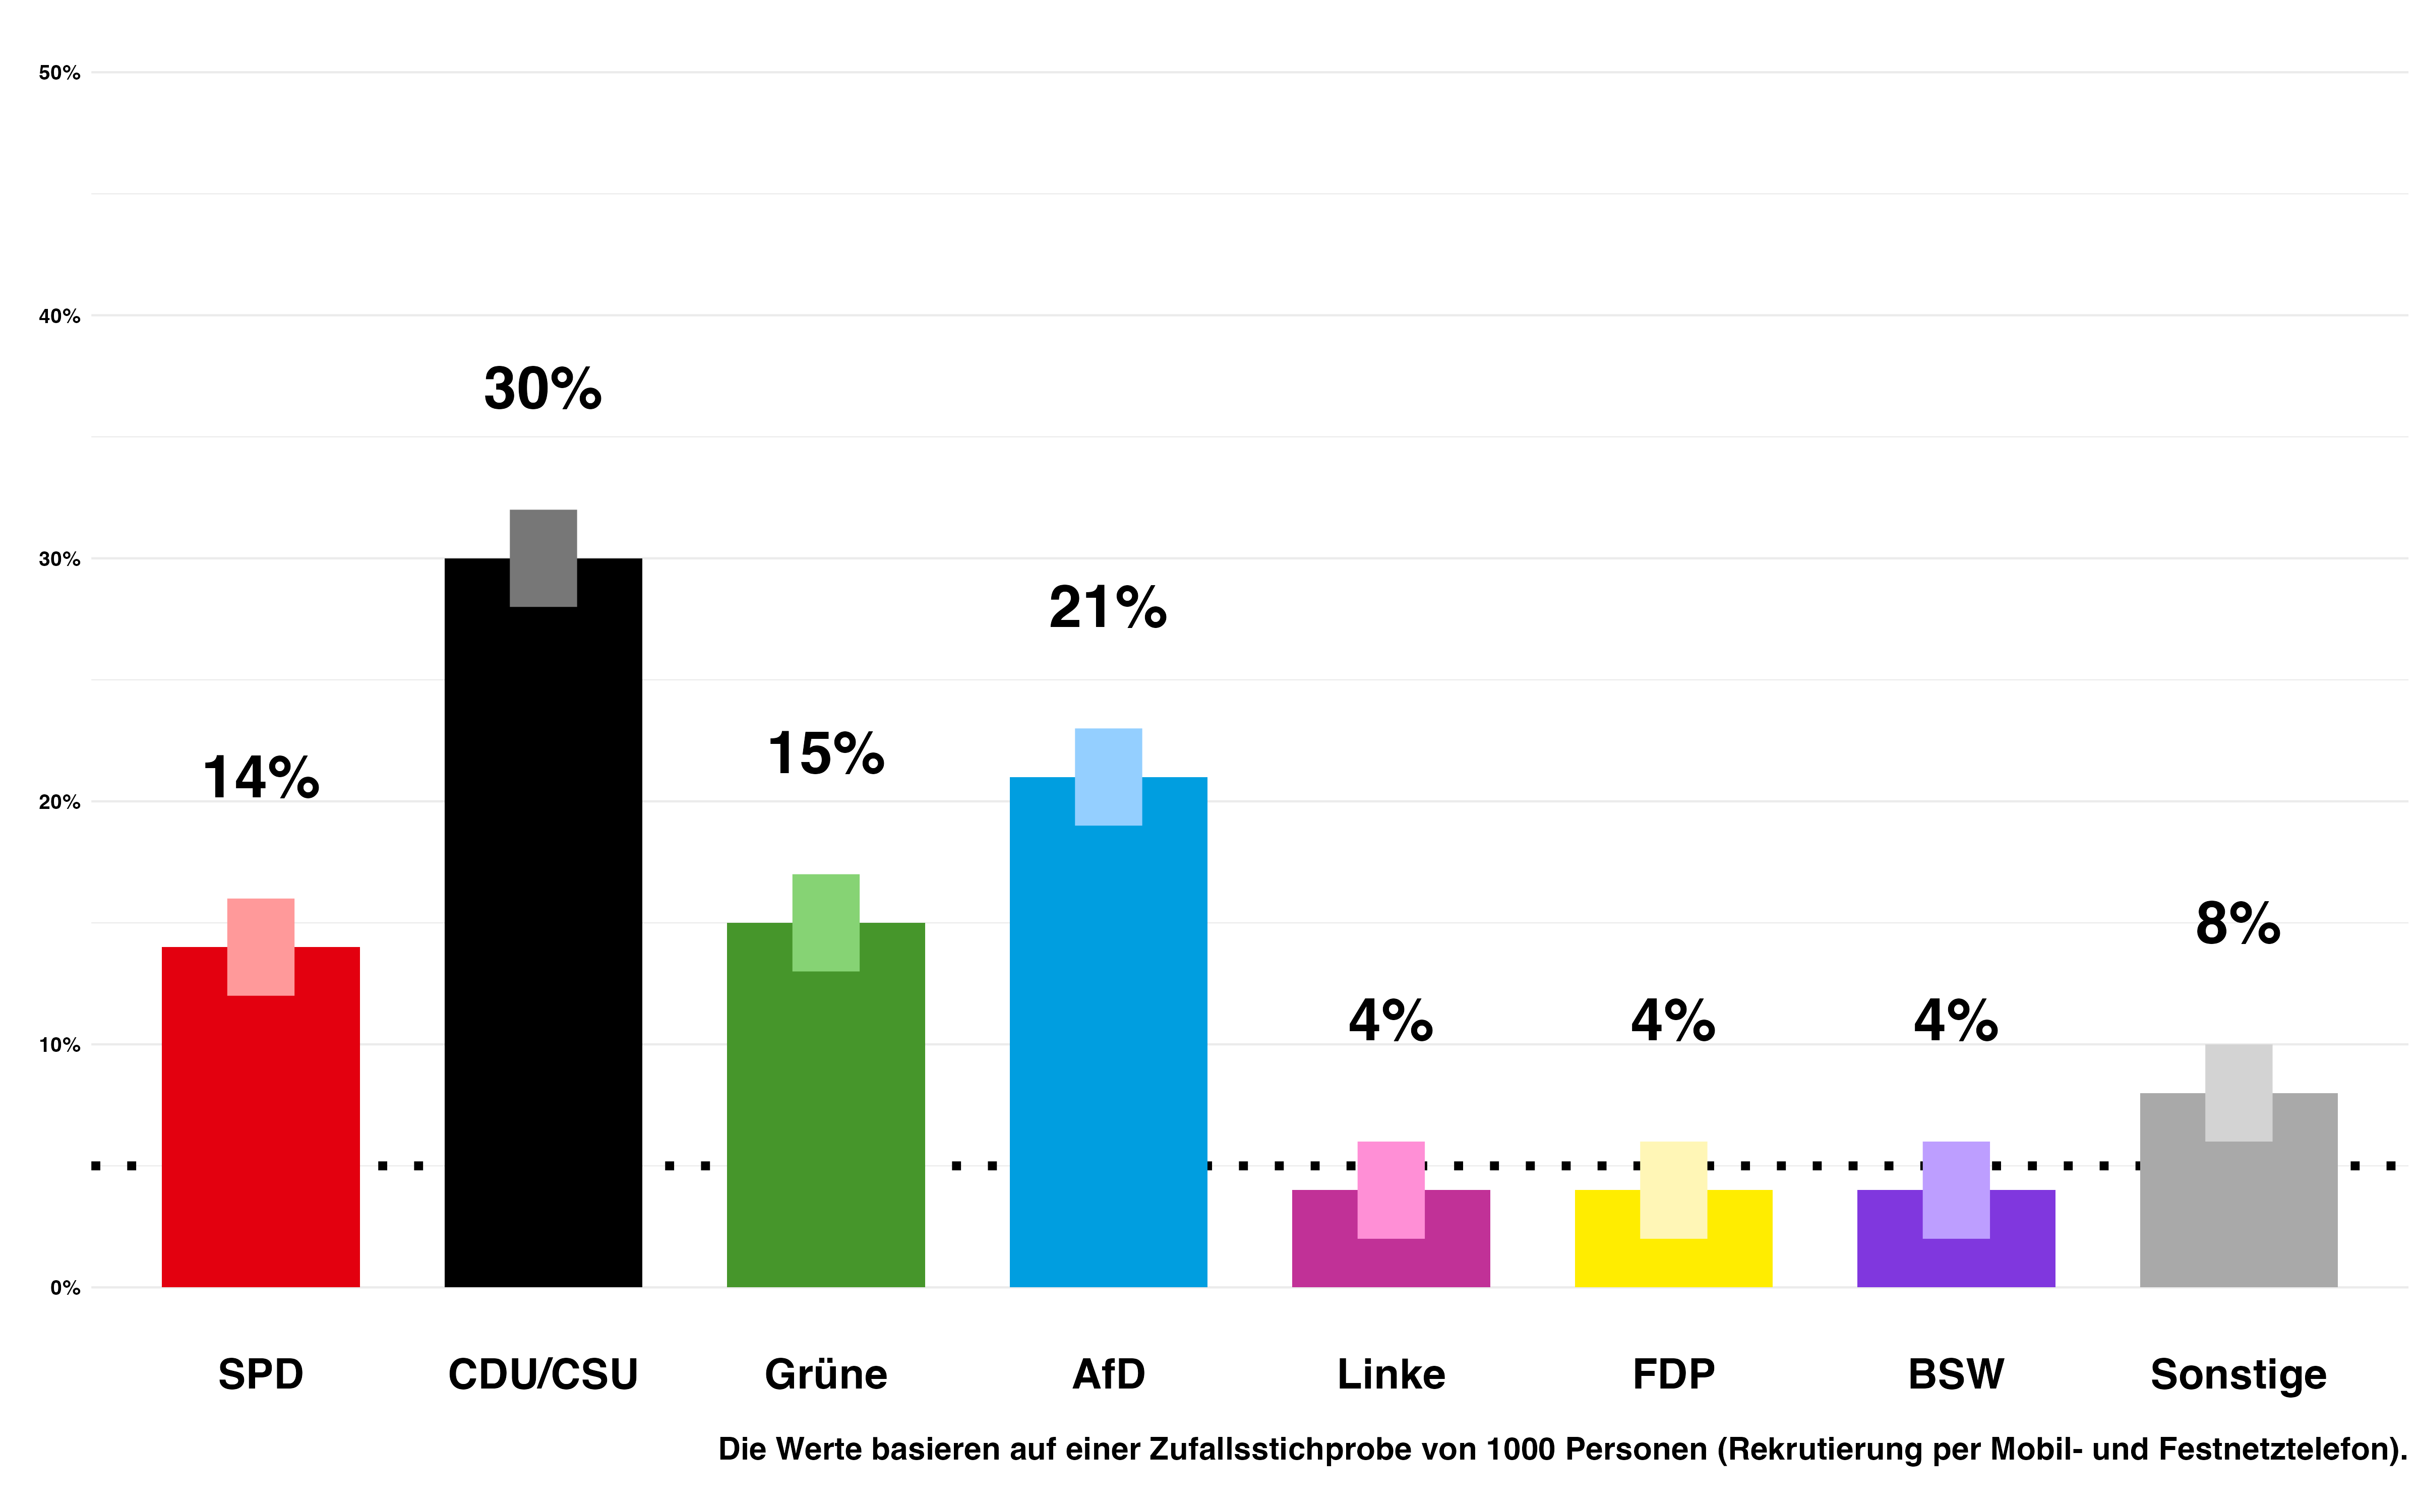 50%
40%
30%
20%
10%
0%
14%
30%
15%
21%
4%
4%
4%
8%
SPD
CDU/CSU
Grüne
AfD
Linke
FDP
BSW
Sonstige
Die Werte basieren auf einer Zufallsstichprobe von 1000 Personen (Rekrutierung per Mobil- und Festnetztelefon).